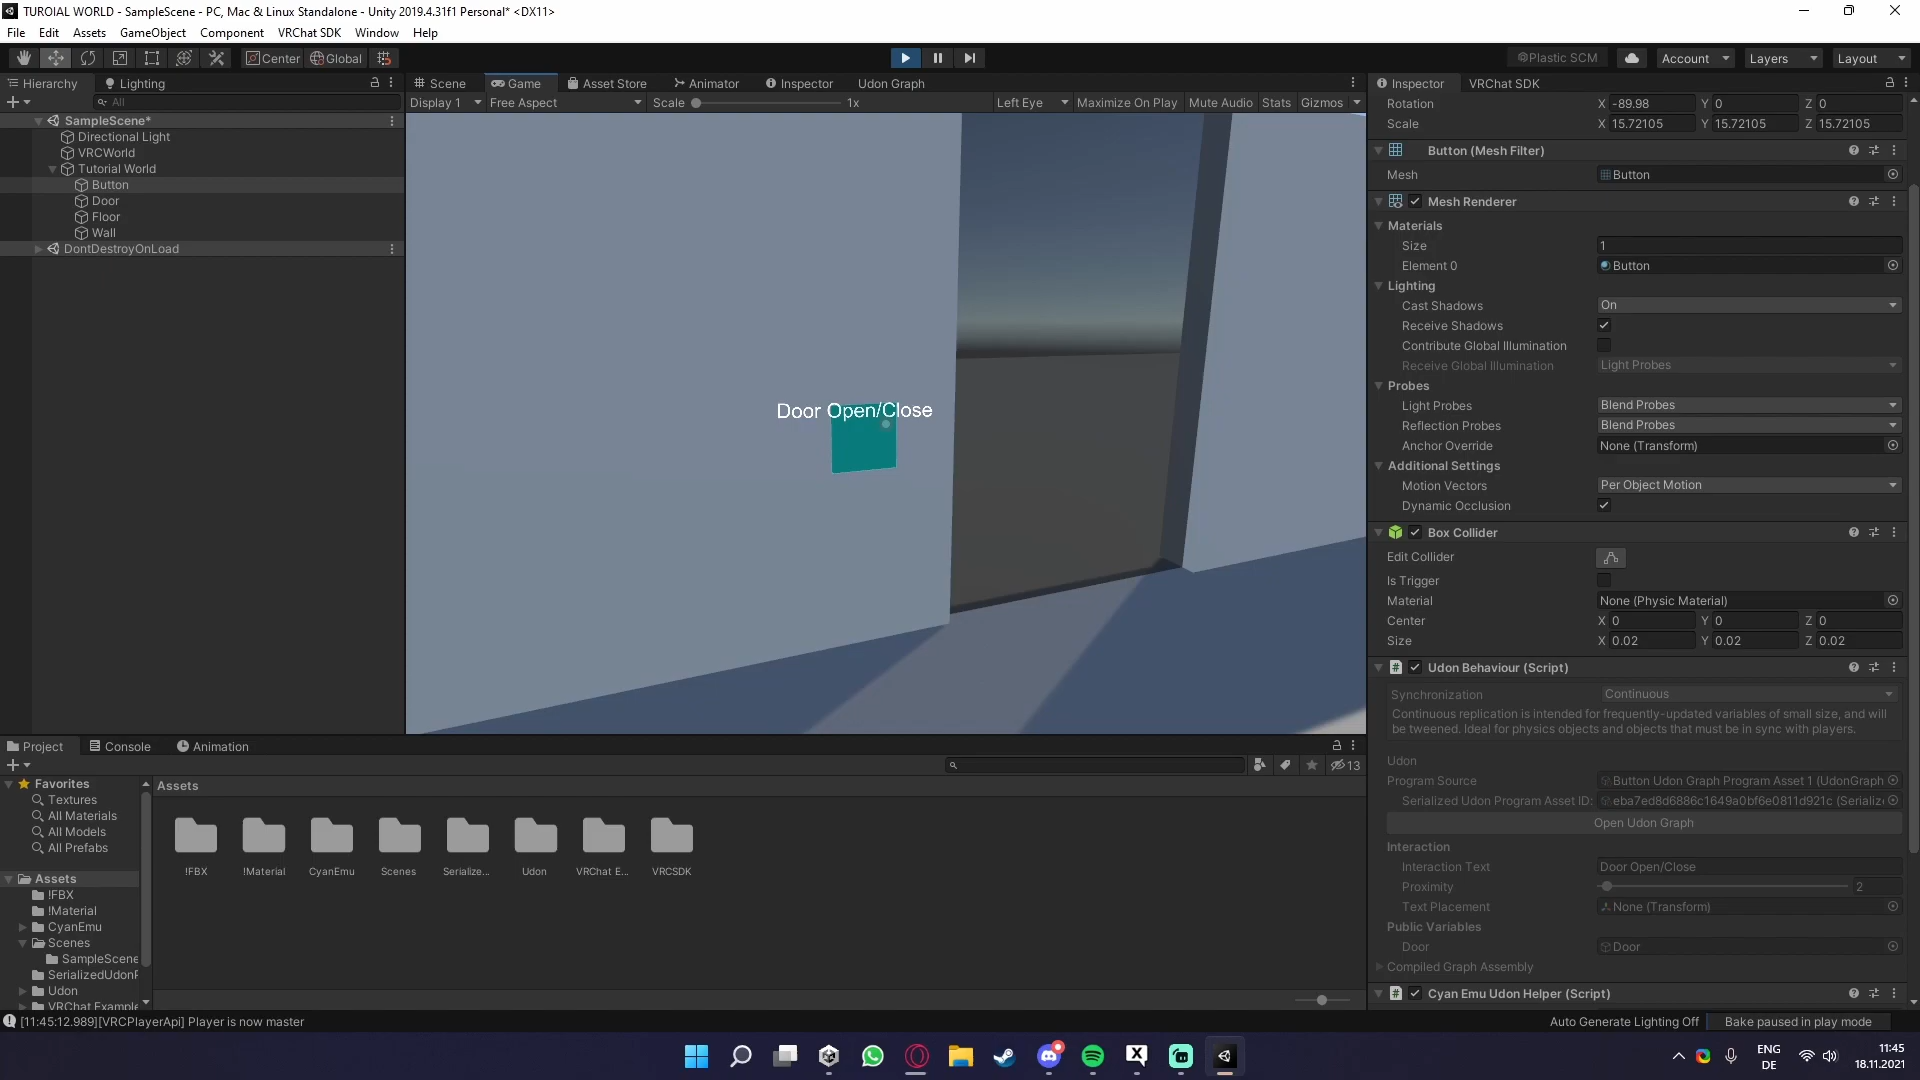 TUROIAL WORLD - SampleScene - PC, Mac & Linux Standalone - Unity 2019.4.31f1 Personal* <DX11>
File Edit Assets GameObject Component VRChat SDK Window Help
Center Global
Plastic SCM Account Layers Layout
Hierarchy Lighting
All
SampleScene*
Directional Light
VRCWorld
Tutorial World
Button
Door
Floor
Wall
DontDestroyOnLoad
Scene Game Asset Store Animator Inspector Udon Graph
Display 1 Free Aspect Scale 1x Left Eye Maximize On Play Mute Audio Stats Gizmos
Door Open/Close
Inspector VRChat SDK
Rotation X -89.98 Y 0 Z 0
Scale X 15.72105 Y 15.72105 Z 15.72105
Button (Mesh Filter)
Mesh Button
Mesh Renderer
Materials
Size 1
Element 0 Button
Lighting
Cast Shadows On
Receive Shadows
Contribute Global Illumination
Receive Global Illumination Light Probes
Probes
Light Probes Blend Probes
Reflection Probes Blend Probes
Anchor Override None (Transform)
Additional Settings
Motion Vectors Per Object Motion
Dynamic Occlusion
Box Collider
Edit Collider
Is Trigger
Material None (Physic Material)
Center X 0 Y 0 Z 0
Size X 0.02 Y 0.02 Z 0.02
Udon Behaviour (Script)
Synchronization Continuous
Continuous replication is intended for frequently-updated variables of small size, and will
be tweened. Ideal for physics objects and objects that must be in sync with players.
Udon
Program Source Button Udon Graph Program Asset 1 (UdonGraph
Serialized Udon Program Asset ID: eba7ed8d6886c1649a0bf6e0811d921c (Serializ
Open Udon Graph
Interaction
Interaction Text Door Open/Close
Proximity 2
Text Placement None (Transform)
Public Variables
Door Door
Compiled Graph Assembly
Cyan Emu Udon Helper (Script)
Project Console Animation
13
Favorites
Textures
All Materials
All Models
All Prefabs
Assets
!FBX
!Material
CyanEmu
Scenes
SampleScene
SerializedUdonP
Udon
VRChat Example
Assets
!FBX !Material CyanEmu Scenes Serialize... Udon VRChat E... VRCSDK
[11:45:12.989][VRCPlayerApi] Player is now master
Auto Generate Lighting Off Bake paused in play mode
ENG
DE
11:45
18.11.2021